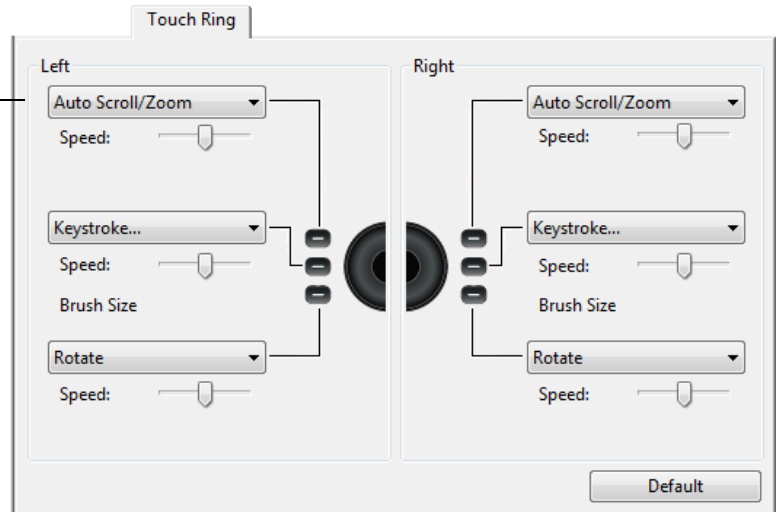 Touch Ring
Left
Auto Scroll/Zoom
Speed:
Keystroke...
Speed:
Brush Size
Rotate
Speed:
Right
Auto Scroll/Zoom
Speed:
Keystroke...
Speed:
Brush Size
Rotate
Speed:
Default